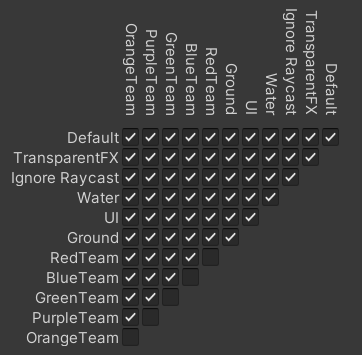 OrangeTeam
PurpleTeam
GreenTeam
BlueTeam
RedTeam
Ground
UI
Water
Ignore Raycast
TransparentFX
Default
Default
TransparentFX
Ignore Raycast
Water
UI
Ground
RedTeam
BlueTeam
GreenTeam
PurpleTeam
OrangeTeam